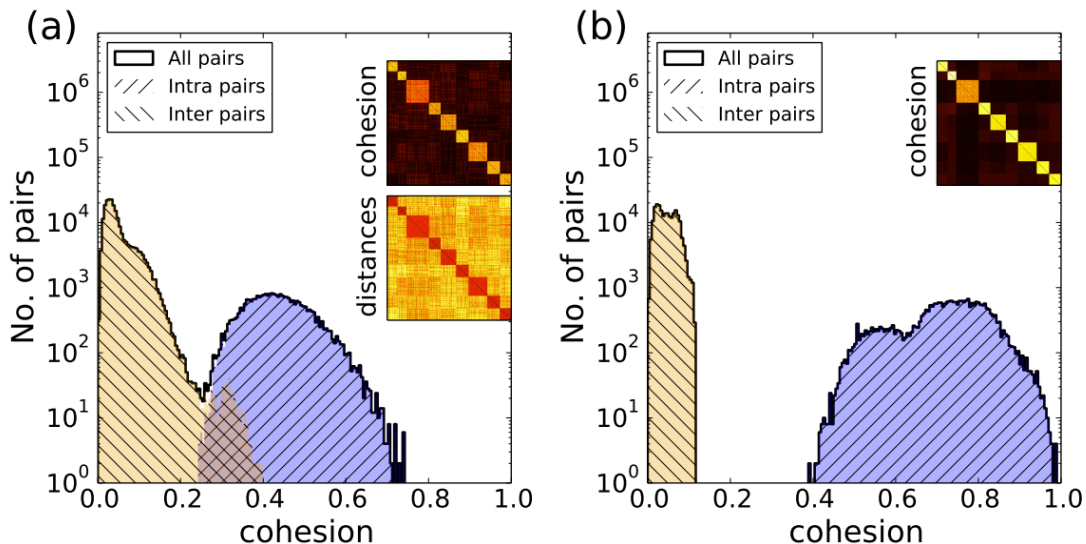 (a)
All pairs
Intra pairs
Inter pairs
cohesion
distances
No. of pairs
10^6
10^5
10^4
10^3
10^2
10^1
10^0
0.0 0.2 0.4 0.6 0.8 1.0
cohesion
(b)
All pairs
Intra pairs
Inter pairs
cohesion
No. of pairs
10^6
10^5
10^4
10^3
10^2
10^1
10^0
0.0 0.2 0.4 0.6 0.8 1.0
cohesion